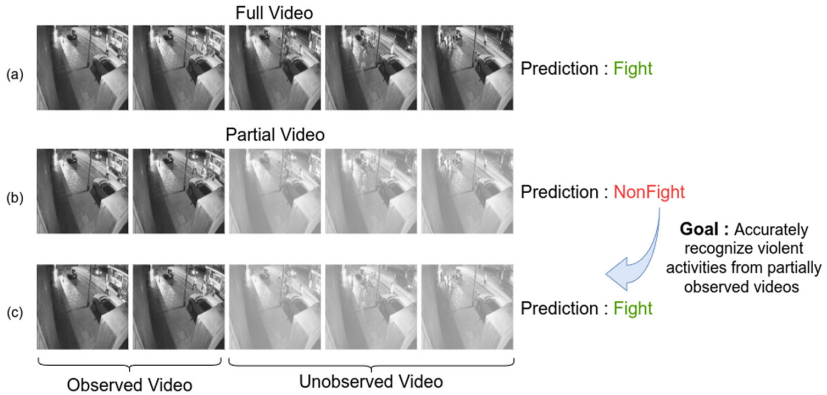 Full Video
(a)
Prediction : Fight
Partial Video
(b)
Prediction : NonFight
Goal : Accurately
recognize violent
activities from partially
observed videos
(c)
Prediction : Fight
Observed Video
Unobserved Video